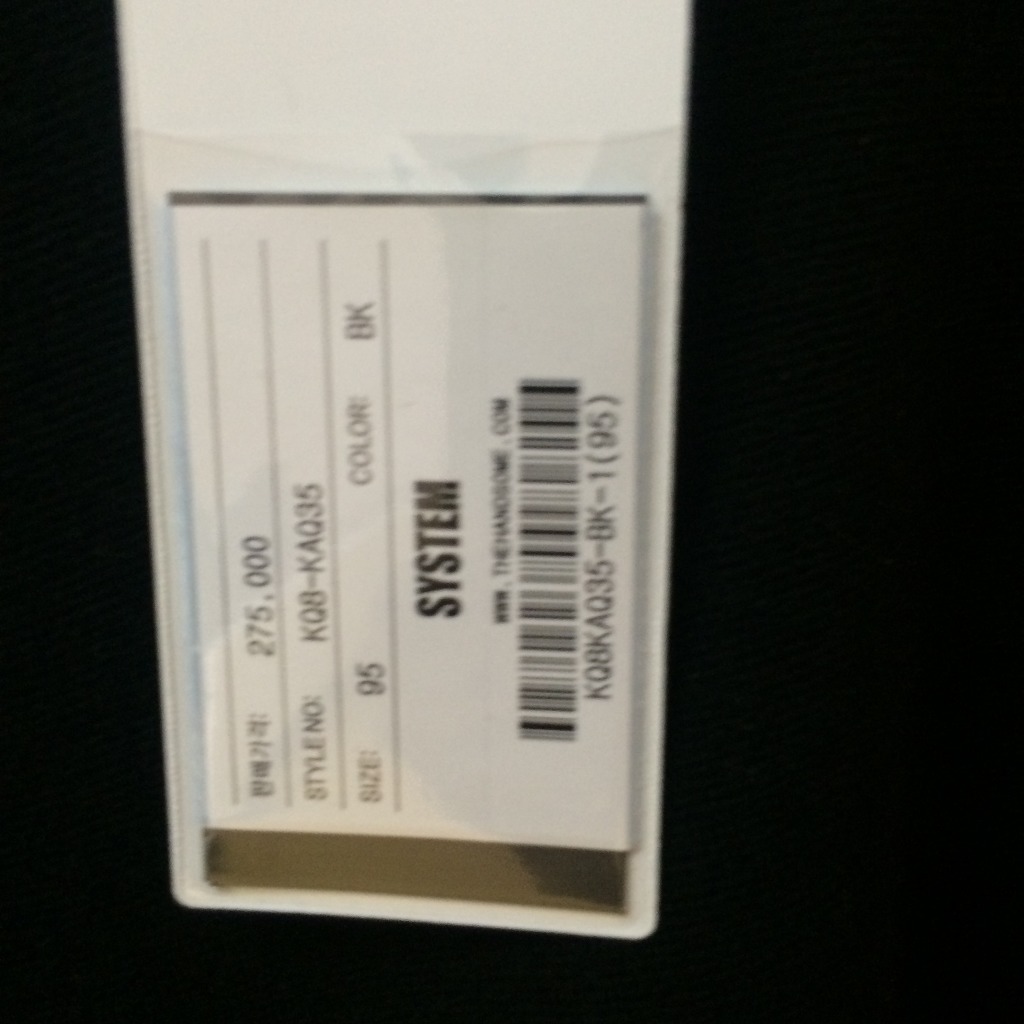 판매가격: 275,000
STYLE NO: KQ8-KAQ35
SIZE: 95 COLOR: BK
SYSTEM
WWW.THEHANDSOME.COM
KQ8KAQ35-BK-1(95)